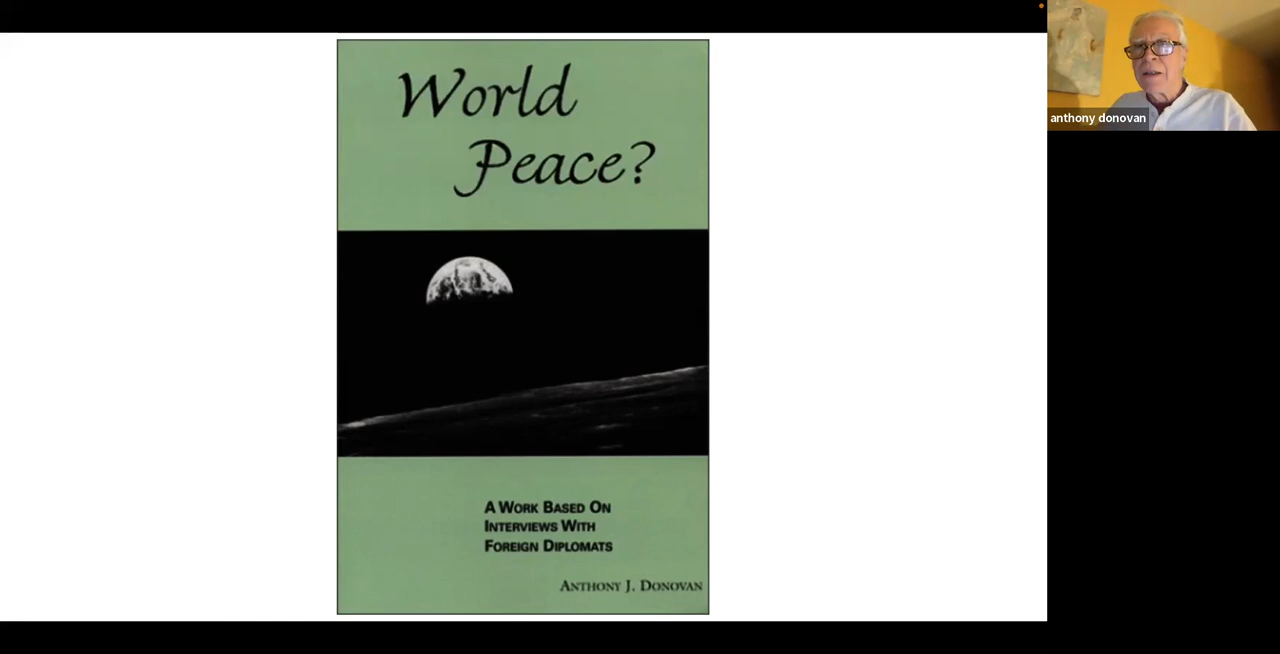 World
Peace?
A Work Based On
Interviews With
Foreign Diplomats
Anthony J. Donovan
anthony donovan